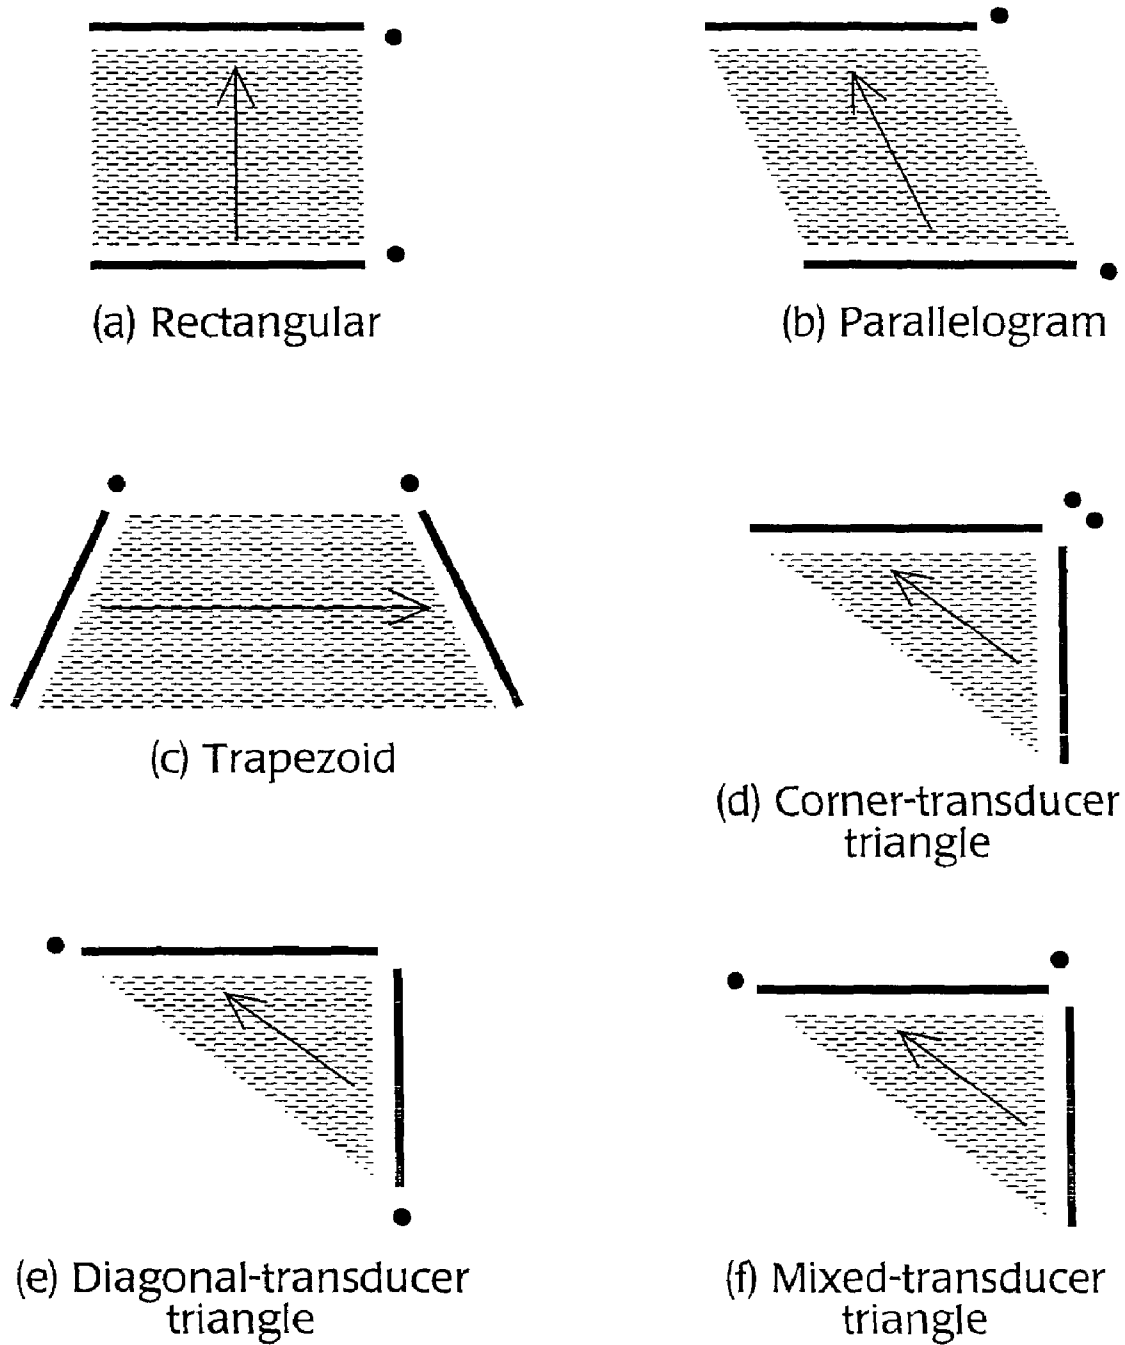 (a) Rectangular
(b) Parallelogram
(c) Trapezoid
(d) Corner-transducer
triangle
(e) Diagonal-transducer
triangle
(f) Mixed-transducer
triangle